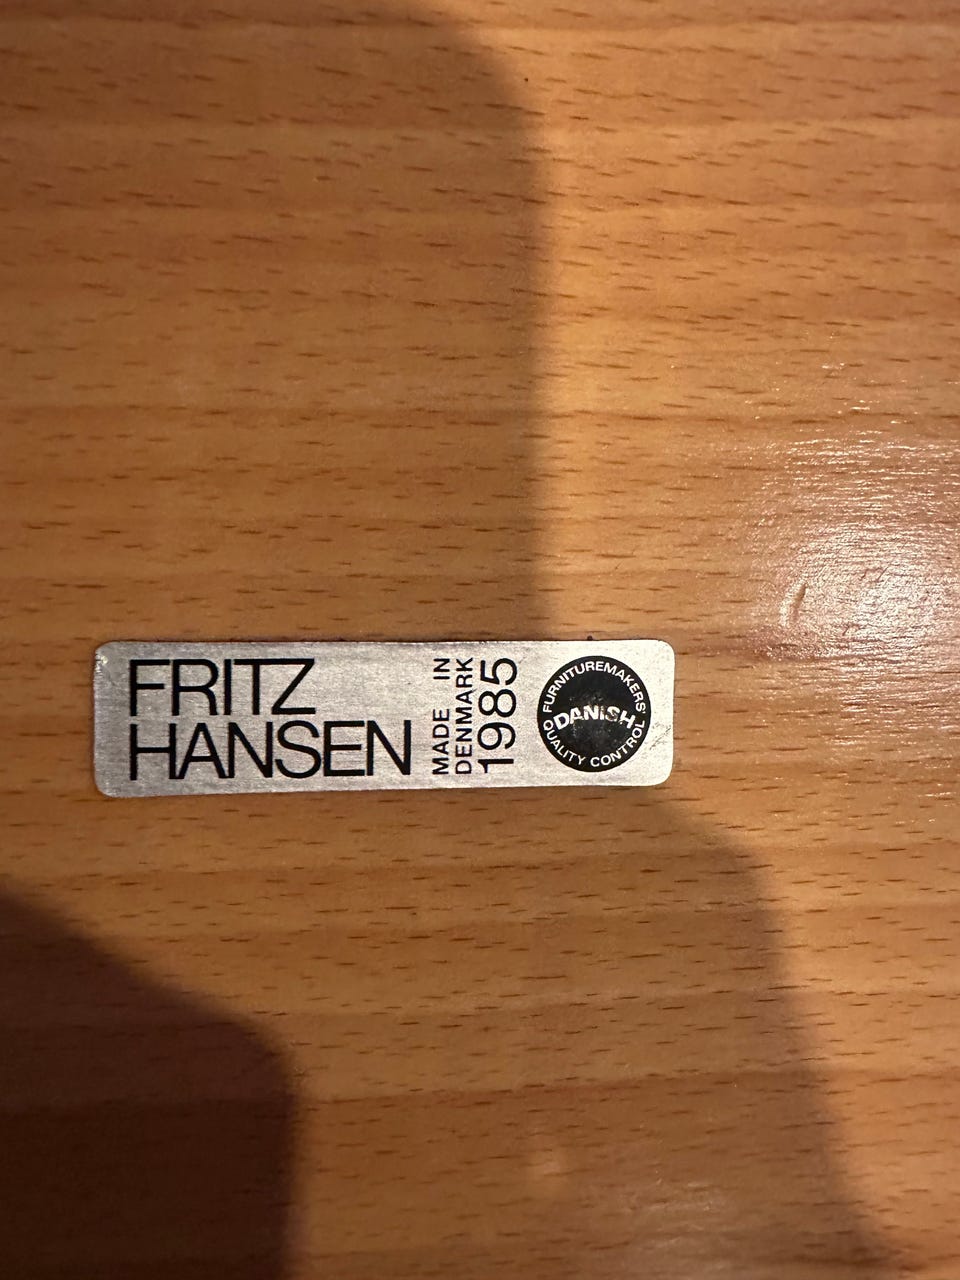 FRITZ
HANSEN
MADE IN
DENMARK
1985
FURNITUREMAKERS'
DANISH
QUALITY CONTROL